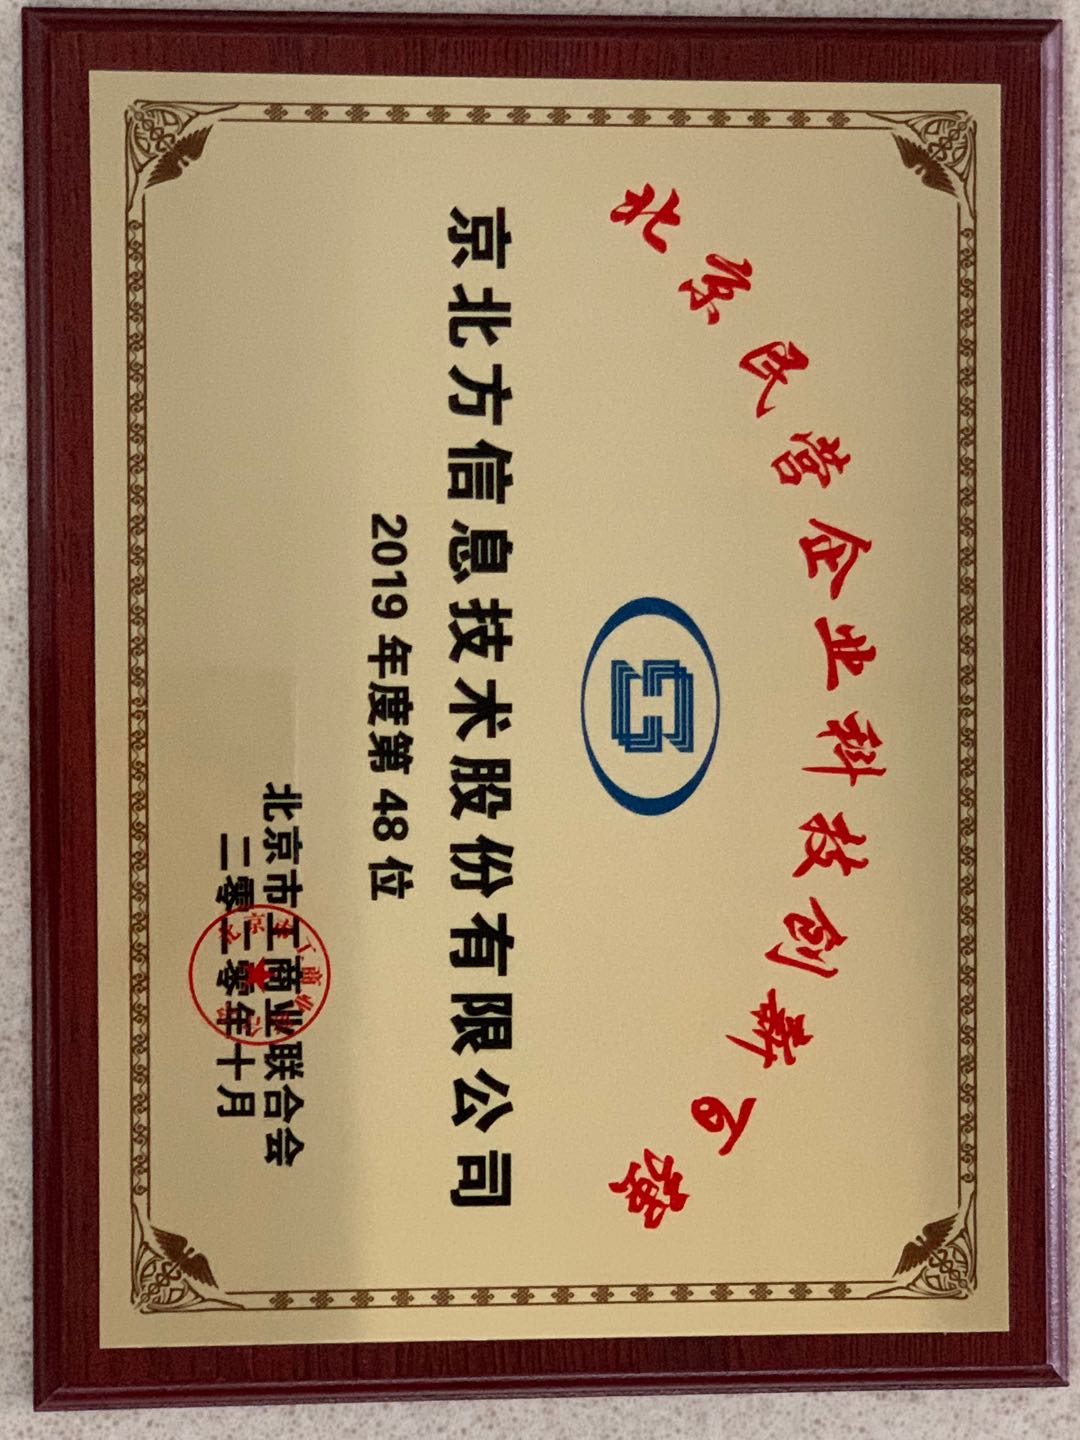 北京民营企业科技创新百强
京北方信息技术股份有限公司
2019年度第48位
北京市工商业联合会
二零二零年十月